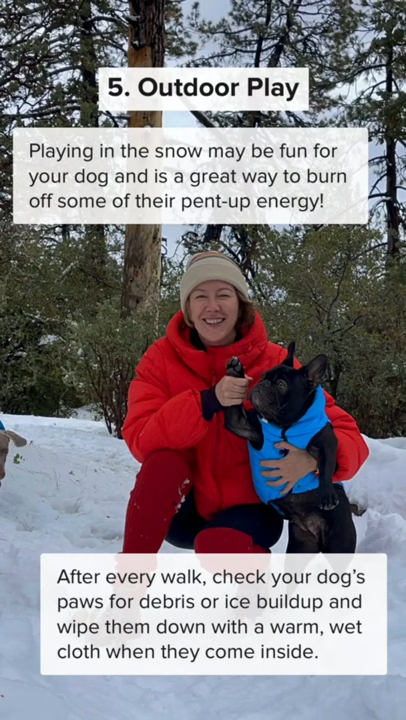 5. Outdoor Play
Playing in the snow may be fun for
your dog and is a great way to burn
off some of their pent-up energy!
After every walk, check your dog's
paws for debris or ice buildup and
wipe them down with a warm, wet
cloth when they come inside.